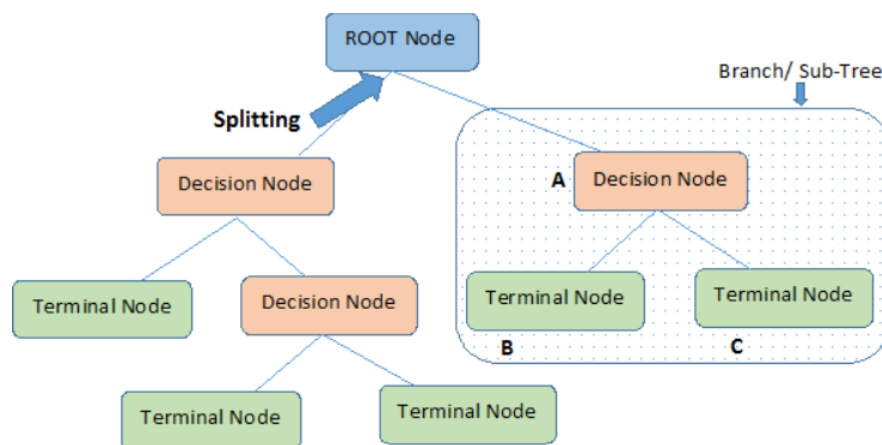 ROOT Node
Branch/ Sub-Tree
Splitting
Decision Node
A Decision Node
Terminal Node
Decision Node
Terminal Node
Terminal Node
B
C
Terminal Node
Terminal Node